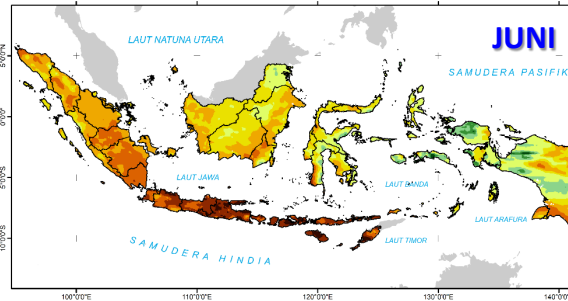 JUNI
LAUT NATUNA UTARA
SAMUDERA PASIFIK
5°0'0"N
0°0'0"
5°0'0"S
10°0'0"S
LAUT JAWA
LAUT BANDA
LAUT ARAFURA
LAUT TIMOR
SAMUDERA HINDIA
100°0'0"E
110°0'0"E
120°0'0"E
130°0'0"E
140°0'0"